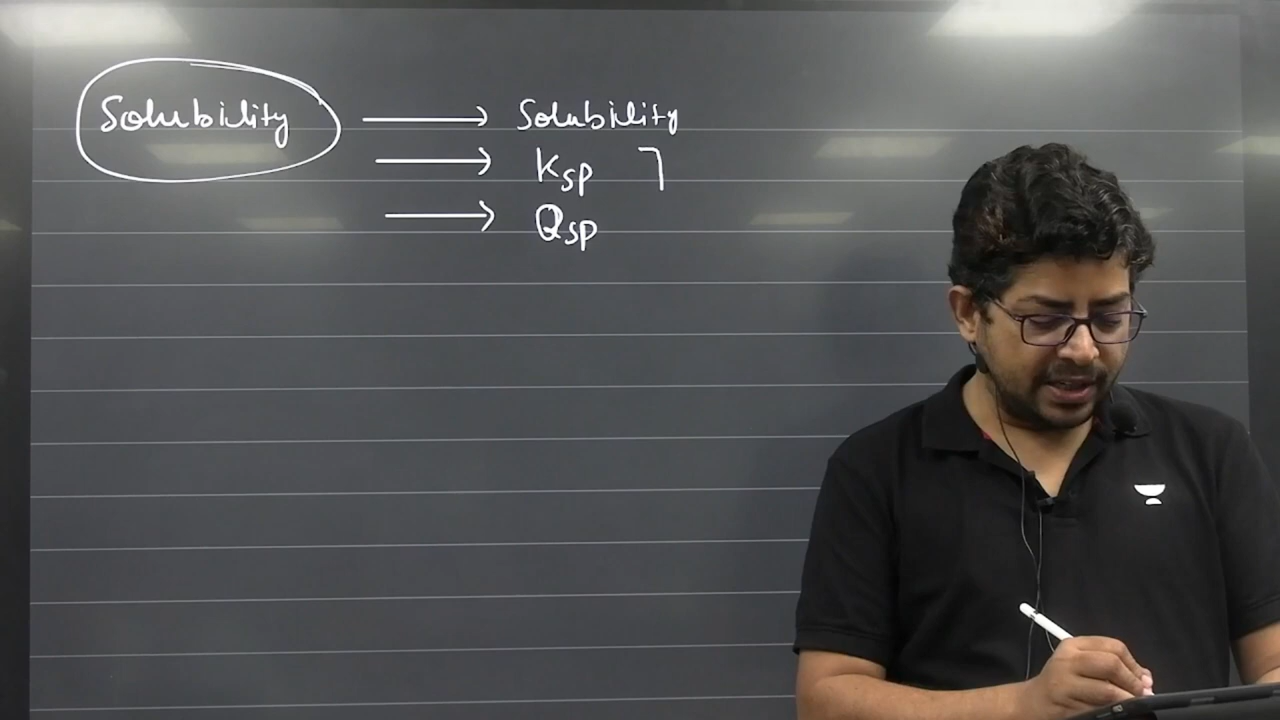 Solubility → Solubility
→ Ksp ]
→ Qsp